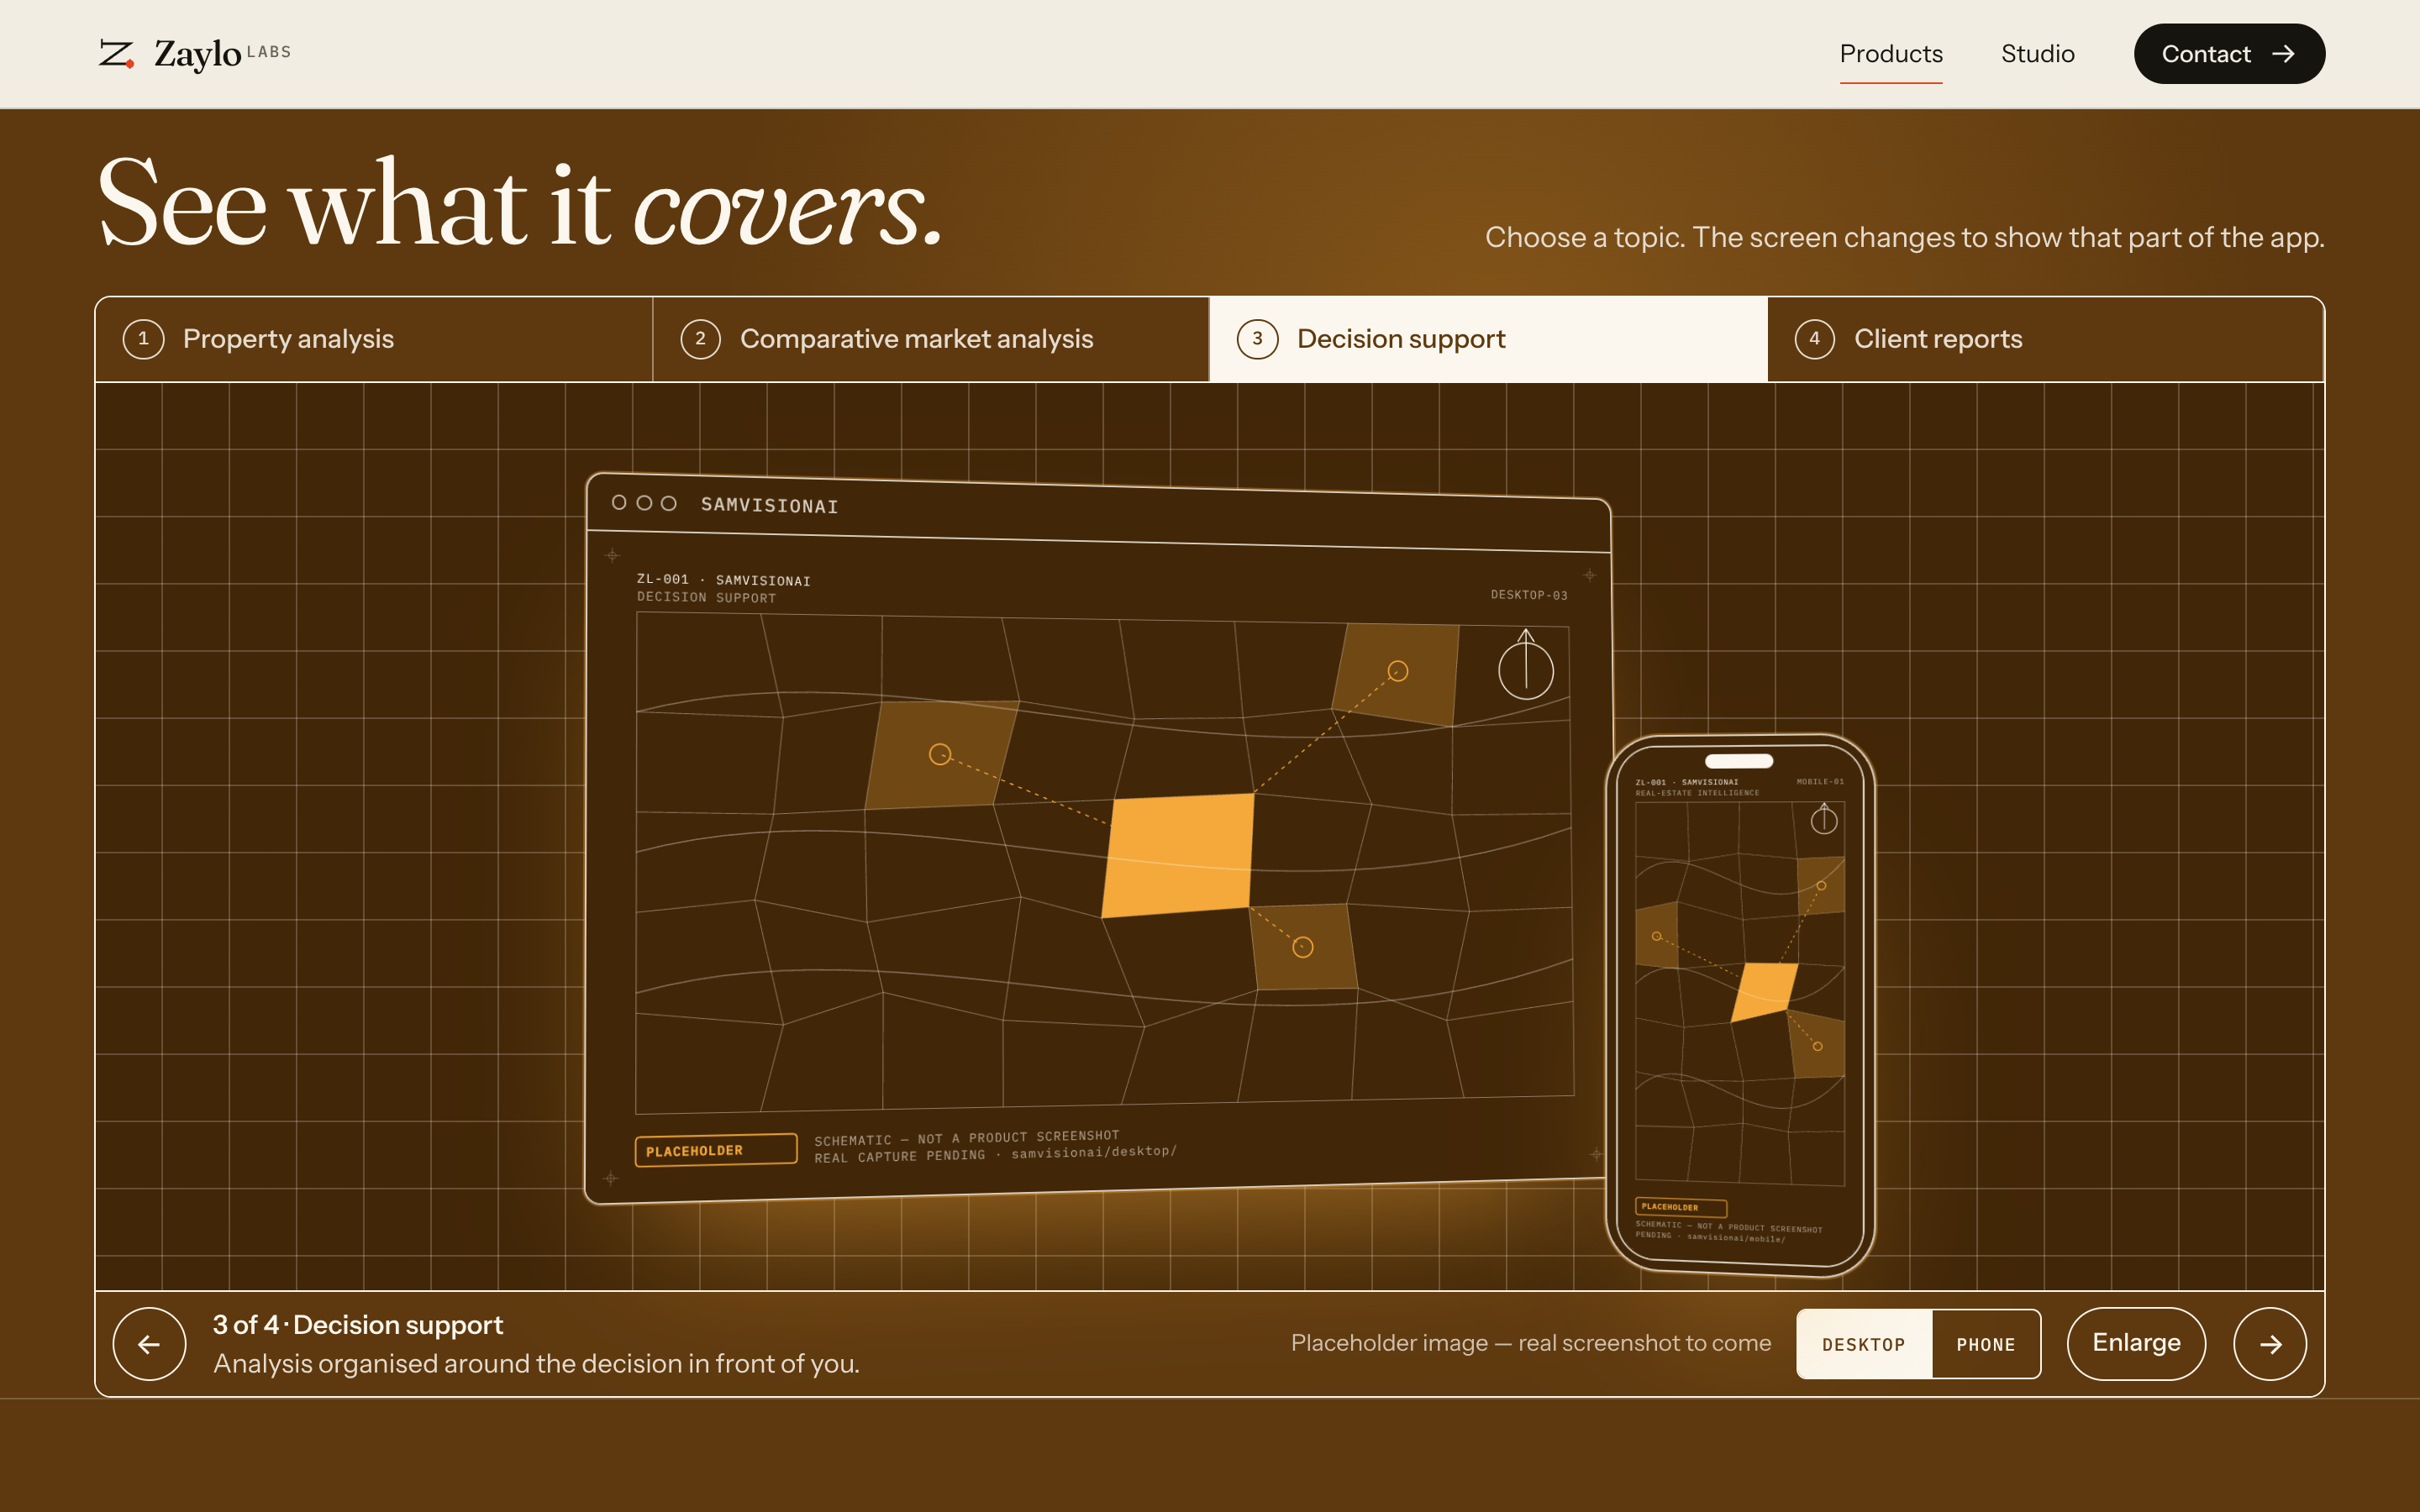 Zaylo LABS
Products
Studio
Contact →
See what it covers.
Choose a topic. The screen changes to show that part of the app.
1 Property analysis
2 Comparative market analysis
3 Decision support
4 Client reports
SAMVISIONAI
ZL-001 · SAMVISIONAI
DECISION SUPPORT
DESKTOP-03
PLACEHOLDER
SCHEMATIC — NOT A PRODUCT SCREENSHOT
REAL CAPTURE PENDING · samvisionai/desktop/
ZL-001 · SAMVISIONAI
REAL-ESTATE INTELLIGENCE
MOBILE-01
PLACEHOLDER
SCHEMATIC — NOT A PRODUCT SCREENSHOT
PENDING · samvisionai/mobile/
←
3 of 4 · Decision support
Analysis organised around the decision in front of you.
Placeholder image — real screenshot to come
DESKTOP
PHONE
Enlarge
→